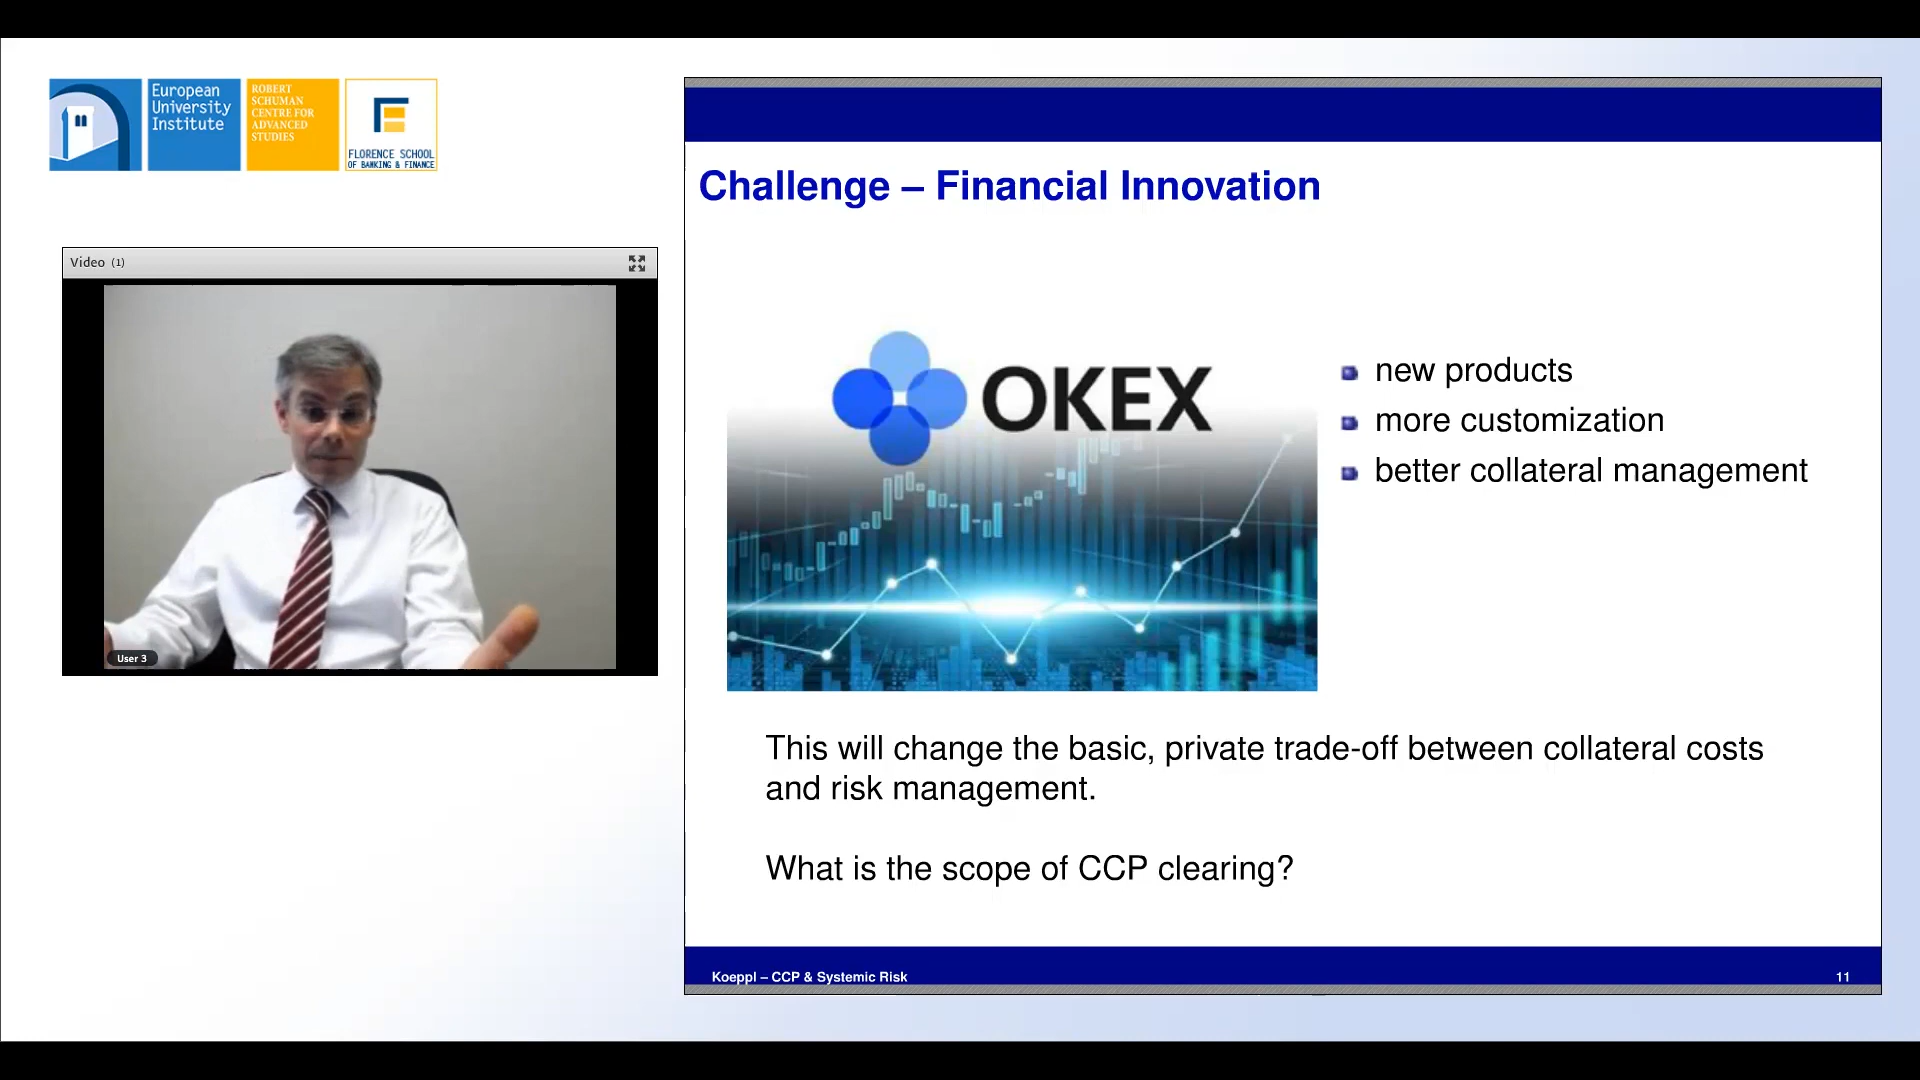 European
University
Institute
ROBERT
SCHUMAN
CENTRE FOR
ADVANCED
STUDIES
FLORENCE SCHOOL
OF BANKING & FINANCE
Video (1)
User 3
Challenge – Financial Innovation
OKEX
new products
more customization
better collateral management
This will change the basic, private trade-off between collateral costs
and risk management.
What is the scope of CCP clearing?
Koeppl – CCP & Systemic Risk
11